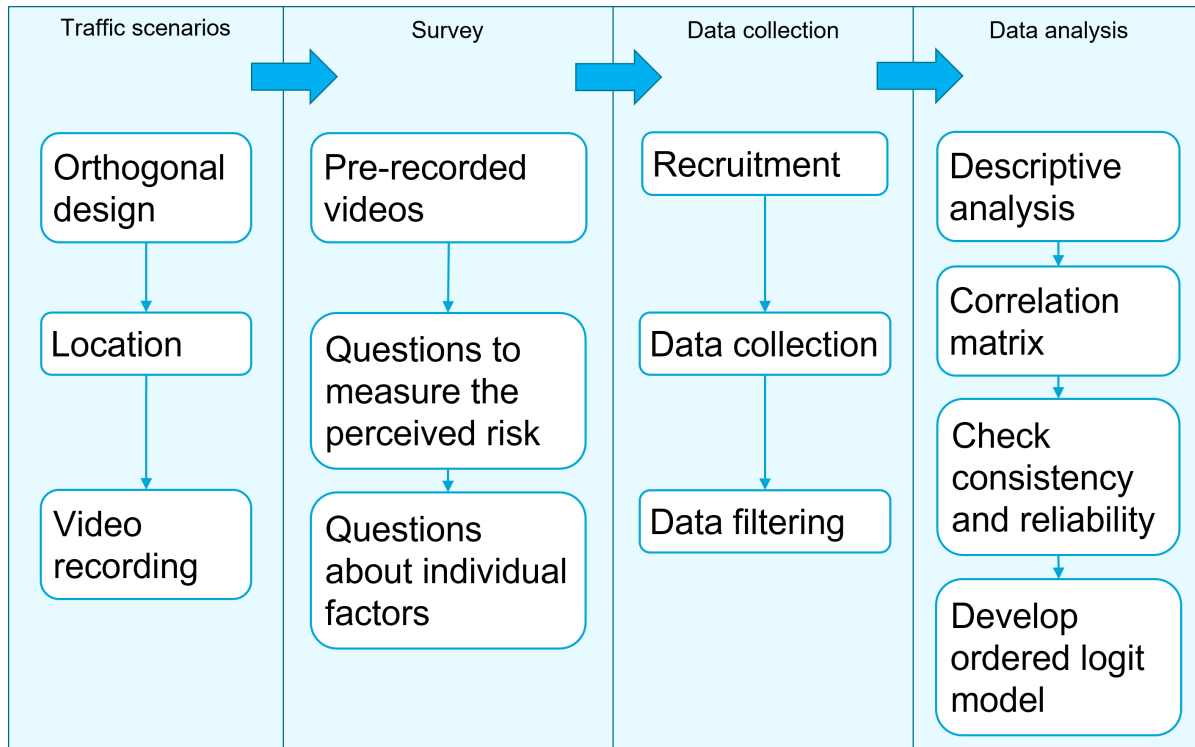 Traffic scenarios
Orthogonal
design
Location
Video
recording
Survey
Pre-recorded
videos
Questions to
measure the
perceived risk
Questions
about individual
factors
Data collection
Recruitment
Data collection
Data filtering
Data analysis
Descriptive
analysis
Correlation
matrix
Check
consistency
and reliability
Develop
ordered logit
model